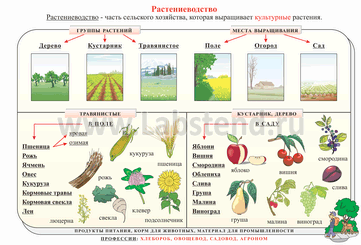 Растениеводство
Растениеводство - часть сельского хозяйства, которая выращивает культурные растения.
ГРУППЫ РАСТЕНИЙ
МЕСТА ВЫРАЩИВАНИЯ
Дерево Кустарник Травянистое Поле Огород Сад
ТРАВЯНИСТЫЕ
КУСТАРНИК, ДЕРЕВО
В ПОЛЕ
В САДУ
яровая
озимая
Пшеница
Рожь
Ячмень
Овес
Кукуруза
Кормовые травы
Кормовая свекла
Лен
кукуруза
пшеница
рожь
клевер
подсолнечник
люцерна
свекла
Яблоня
Вишня
Смородина
Облепиха
Слива
Груша
Малина
Виноград
яблоко
вишня
смородина
слива
груша
малина
виноград
ПРОДУКТЫ ПИТАНИЯ, КОРМ ДЛЯ ЖИВОТНЫХ, МАТЕРИАЛ ДЛЯ ПРОМЫШЛЕННОСТИ
ПРОФЕССИИ: ХЛЕБОРОБ, ОВОЩЕВОД, САДОВОД, АГРОНОМ